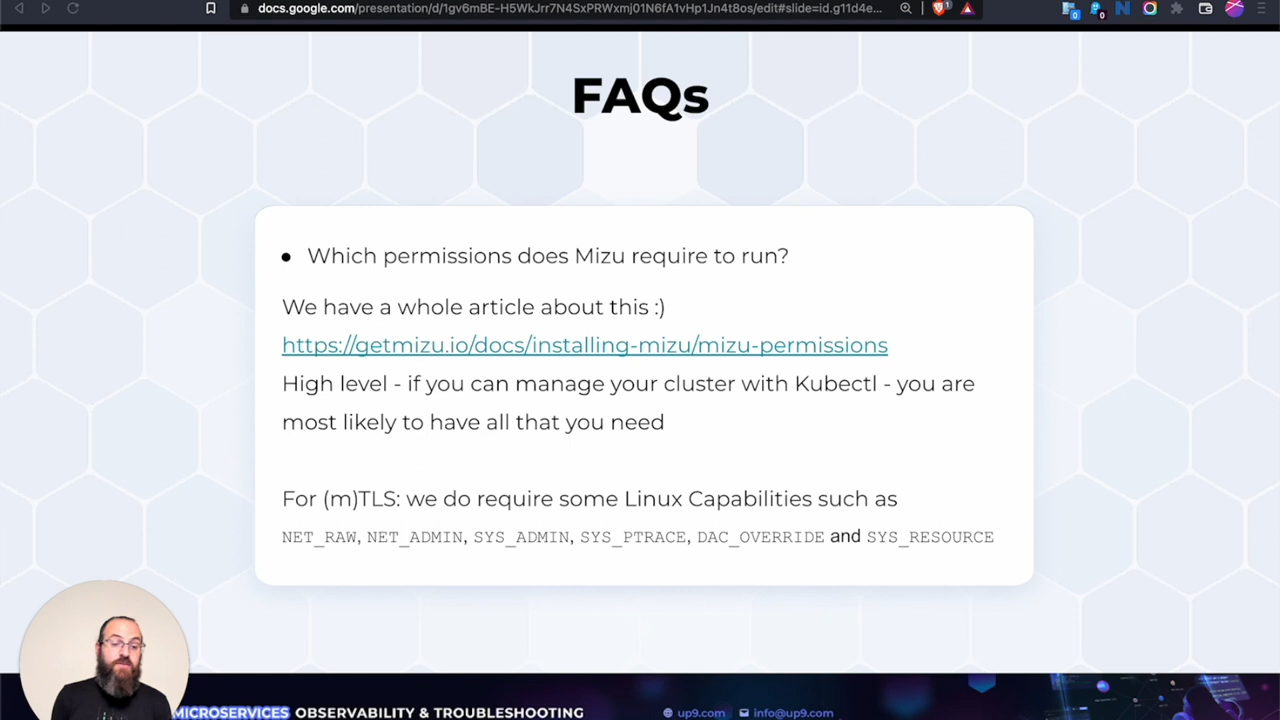 docs.google.com/presentation/d/1gv6mBE-H5WkJrr7N4SxPRWxmj01N6fA1vHp1Jn4t8os/edit#slide=id.g11d4e...
1
0
0
FAQs
• Which permissions does Mizu require to run?
We have a whole article about this :)
https://getmizu.io/docs/installing-mizu/mizu-permissions
High level - if you can manage your cluster with Kubectl - you are
most likely to have all that you need
For (m)TLS: we do require some Linux Capabilities such as
NET_RAW, NET_ADMIN, SYS_ADMIN, SYS_PTRACE, DAC_OVERRIDE and SYS_RESOURCE
MICROSERVICES OBSERVABILITY & TROUBLESHOOTING
up9.com info@up9.com